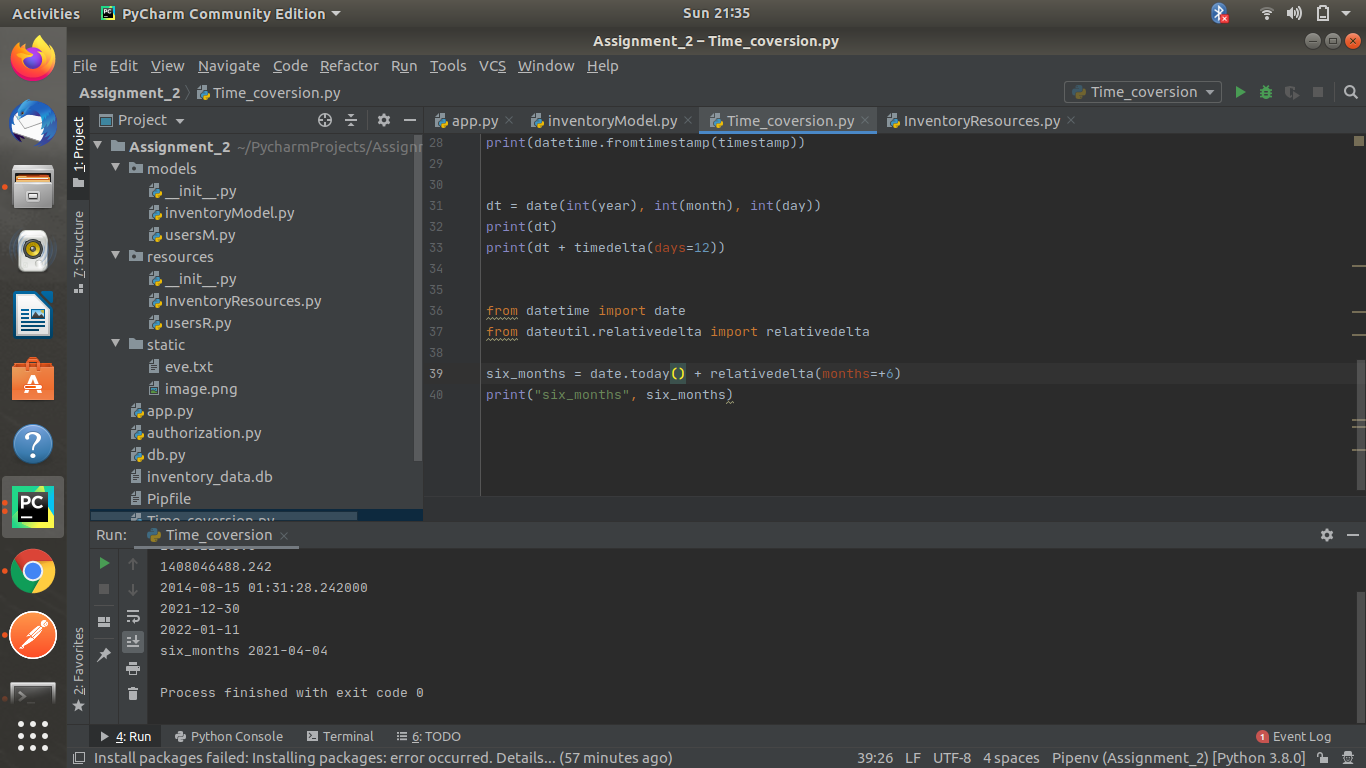 Activities
PyCharm Community Edition
Sun 21:35
Assignment_2 – Time_coversion.py
File Edit View Navigate Code Refactor Run Tools VCS Window Help
Assignment_2 Time_coversion.py
Time_coversion
1: Project
7: Structure
2: Favorites
Project
Assignment_2 ~/PycharmProjects/Assignm
models
__init__.py
inventoryModel.py
usersM.py
resources
__init__.py
InventoryResources.py
usersR.py
static
eve.txt
image.png
app.py
authorization.py
db.py
inventory_data.db
Pipfile
Time_coversion.py
app.py
inventoryModel.py
Time_coversion.py
InventoryResources.py
28 print(datetime.fromtimestamp(timestamp))
29
30
31 dt = date(int(year), int(month), int(day))
32 print(dt)
33 print(dt + timedelta(days=12))
34
35
36 from datetime import date
37 from dateutil.relativedelta import relativedelta
38
39 six_months = date.today() + relativedelta(months=+6)
40 print("six_months", six_months)
Run: Time_coversion
1408046488.242
2014-08-15 01:31:28.242000
2021-12-30
2022-01-11
six_months 2021-04-04
Process finished with exit code 0
4: Run
Python Console
Terminal
6: TODO
1 Event Log
Install packages failed: Installing packages: error occurred. Details... (57 minutes ago)
39:26 LF UTF-8 4 spaces Pipenv (Assignment_2) [Python 3.8.0]
PC